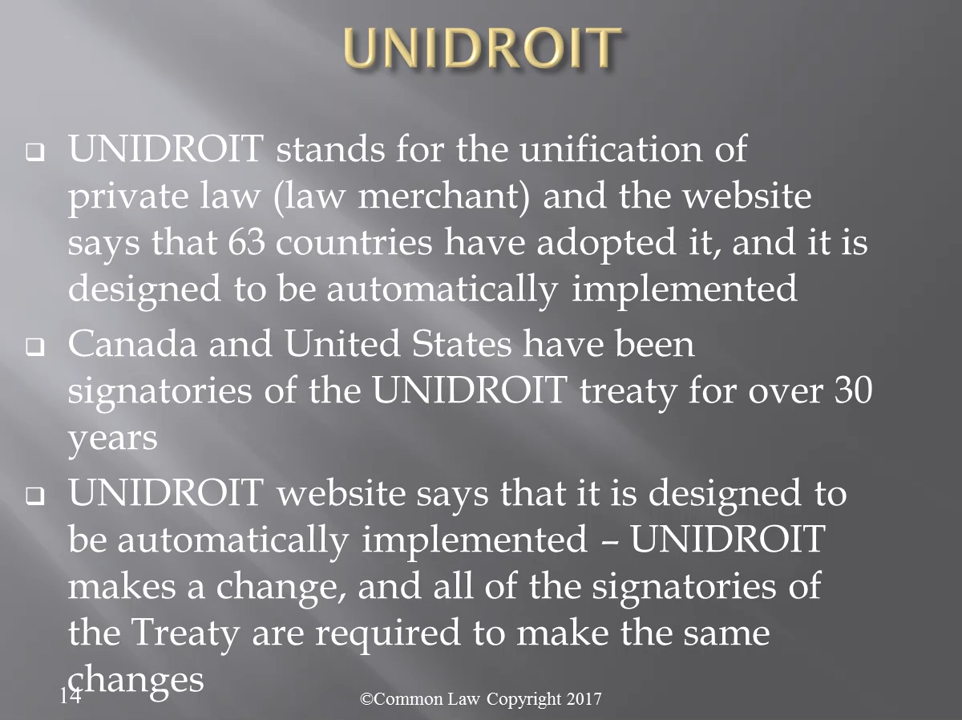 UNIDROIT
UNIDROIT stands for the unification of
private law (law merchant) and the website
says that 63 countries have adopted it, and it is
designed to be automatically implemented
Canada and United States have been
signatories of the UNIDROIT treaty for over 30
years
UNIDROIT website says that it is designed to
be automatically implemented – UNIDROIT
makes a change, and all of the signatories of
the Treaty are required to make the same
changes
14
©Common Law Copyright 2017